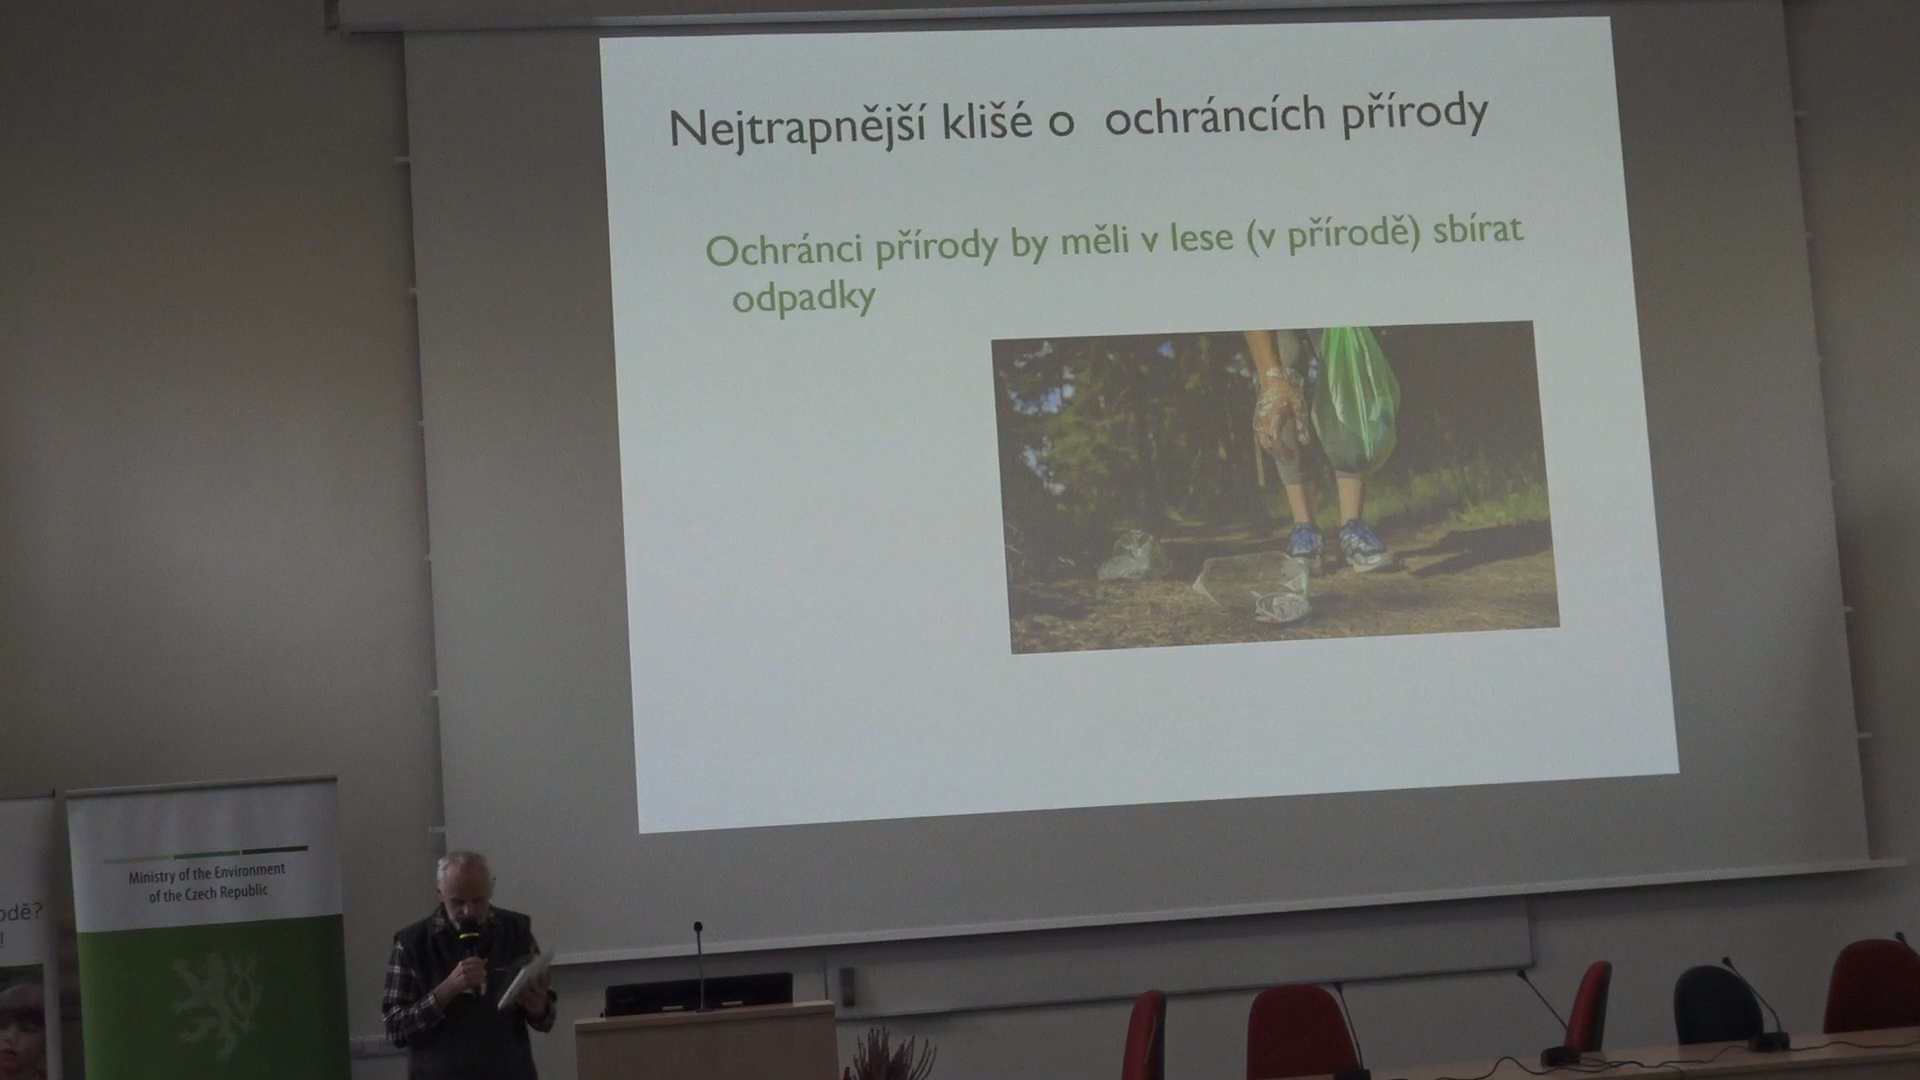 Nejtrapnější klišé o ochráncích přírody
Ochránci přírody by měli v lese (v přírodě) sbírat
odpadky
Ministry of the Environment
of the Czech Republic
odě?
!